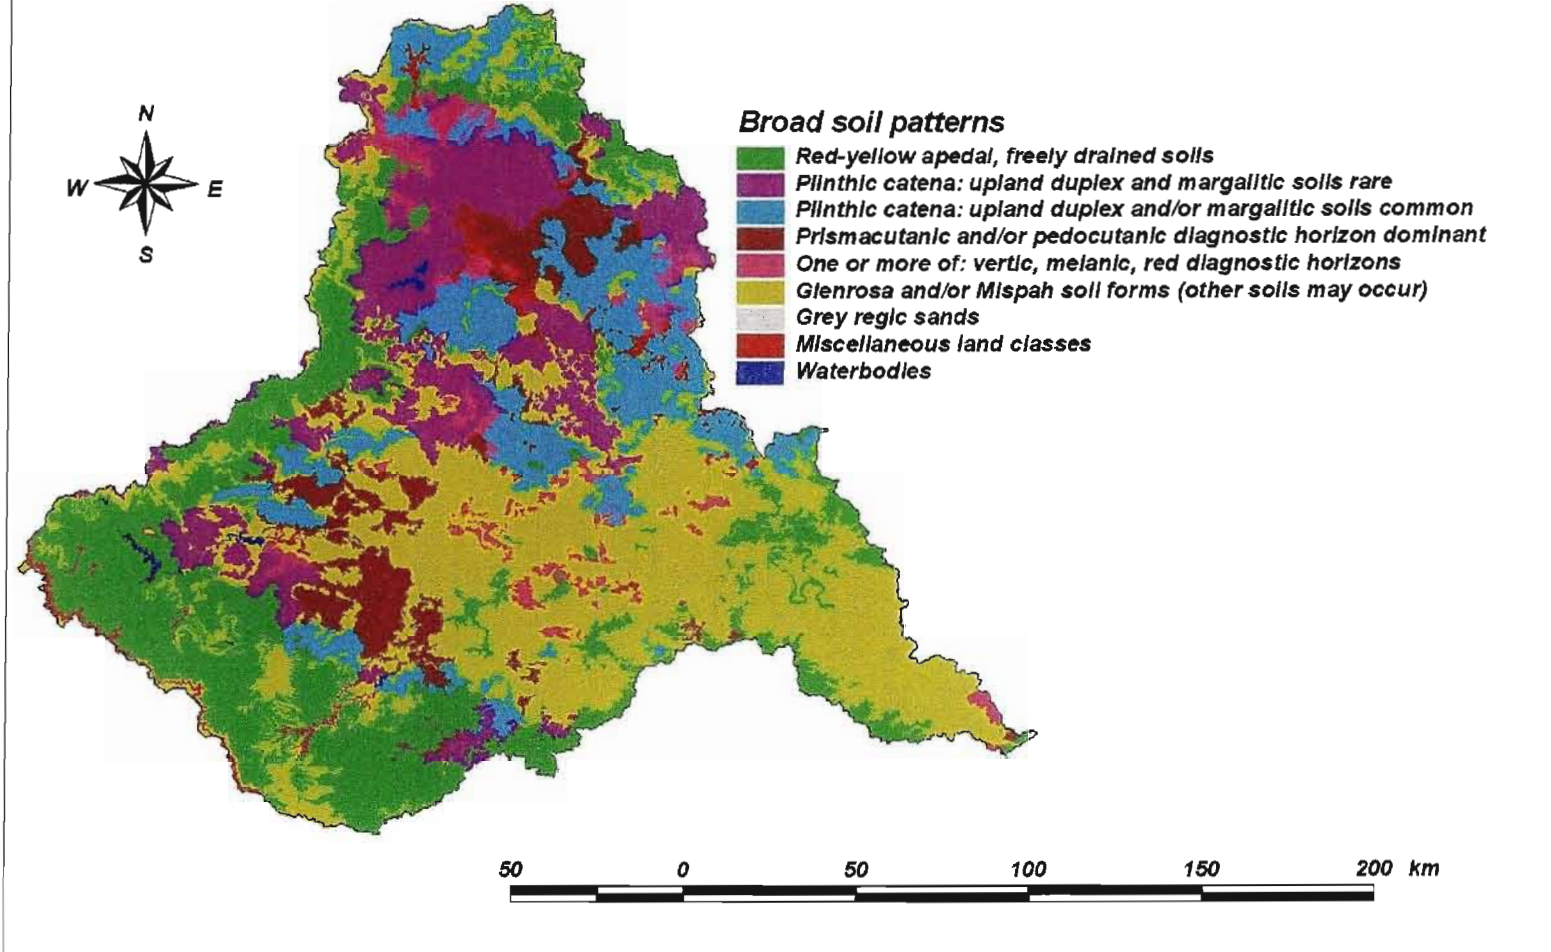 N
W E
S
Broad soil patterns
Red-yellow apedal, freely drained soils
Plinthic catena: upland duplex and margalitic soils rare
Plinthic catena: upland duplex and/or margalitic soils common
Prismacutanic and/or pedocutanic diagnostic horizon dominant
One or more of: vertic, melanic, red diagnostic horizons
Glenrosa and/or Mispah soil forms (other soils may occur)
Grey regic sands
Miscellaneous land classes
Waterbodies
50 0 50 100 150 200 km